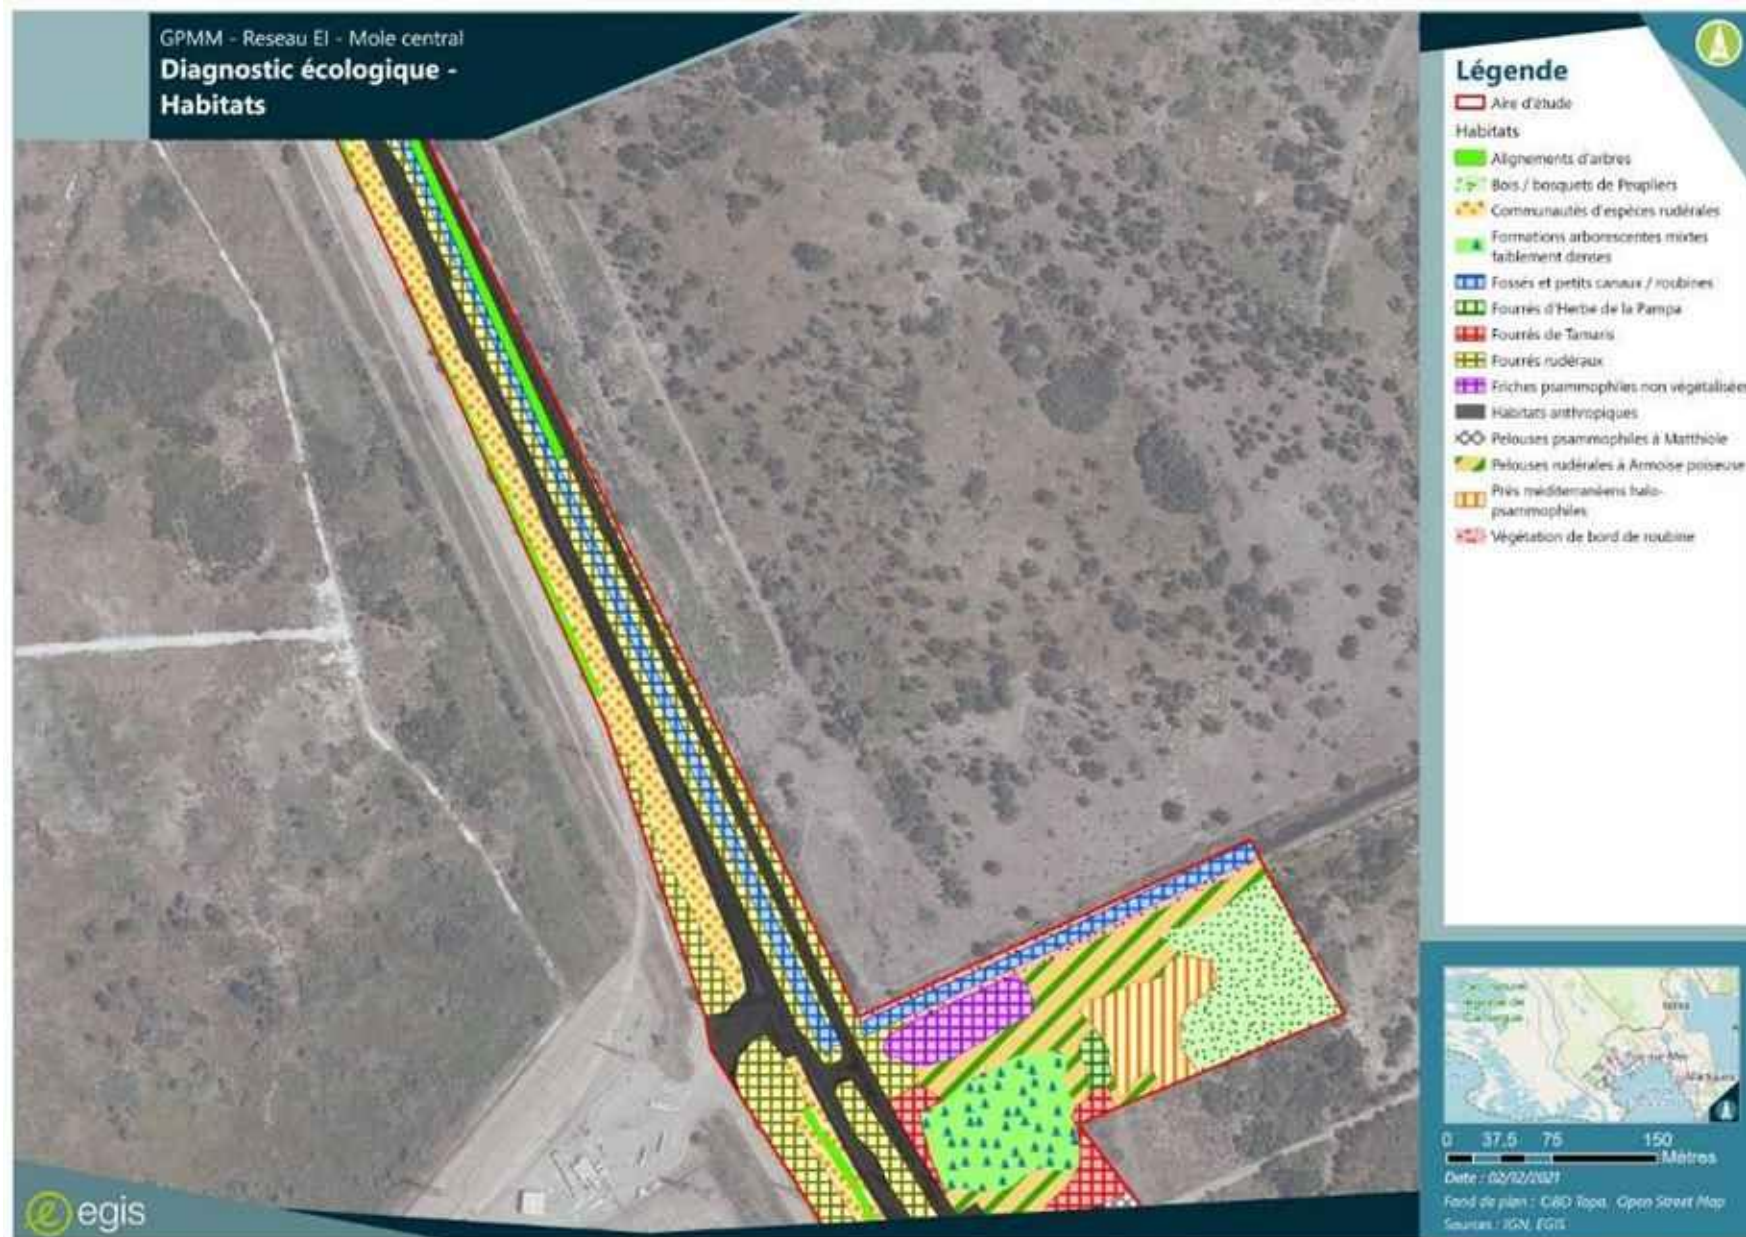 GPMM - Reseau EI - Mole central
Diagnostic écologique -
Habitats
Légende
Aire d'étude
Habitats
Alignements d'arbres
Bois / bosquets de Peupliers
Communautés d'espèces rudérales
Formations arborescentes mixtes
faiblement denses
Fossés et petits canaux / roubines
Fourrés d'Herbe de la Pampa
Fourrés de Tamaris
Fourrés rudéraux
Friches psammophiles non végétalisées
Habitats anthropiques
Pelouses psammophiles à Matthiole
Pelouses rudérales à Armoise poiseuse
Prés méditerranéens halo-
psammophiles
Végétation de bord de roubine
0 37,5 75 150
Mètres
Date : 02/12/2021
Fond de plan : Topo, Open Street Map
Sources : IGN, EGIS
egis